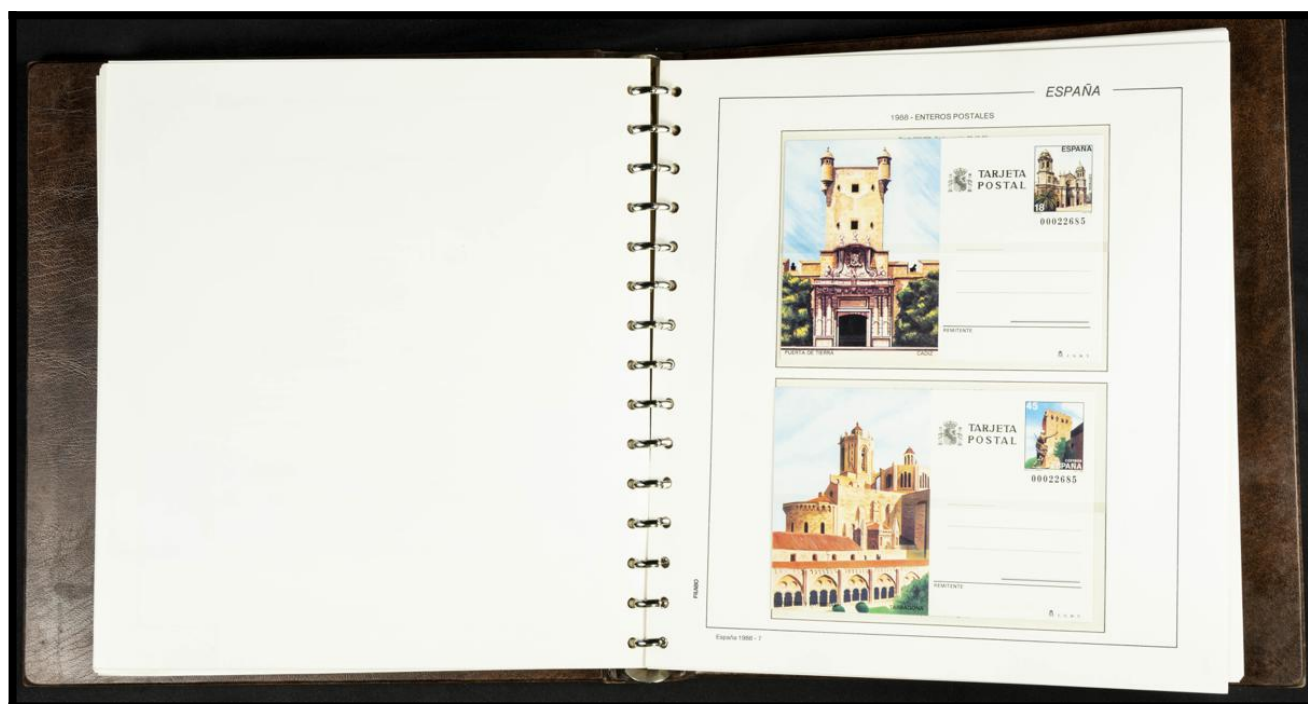 ESPAÑA
1988 - ENTEROS POSTALES
TARJETA
POSTAL
ESPAÑA
18
00022685
REMITENTE
PUERTA DE TIERRA CADIZ
TARJETA
POSTAL
45
ESPAÑA
00022685
REMITENTE
TARRAGONA
FILABO
España 1988 - 7